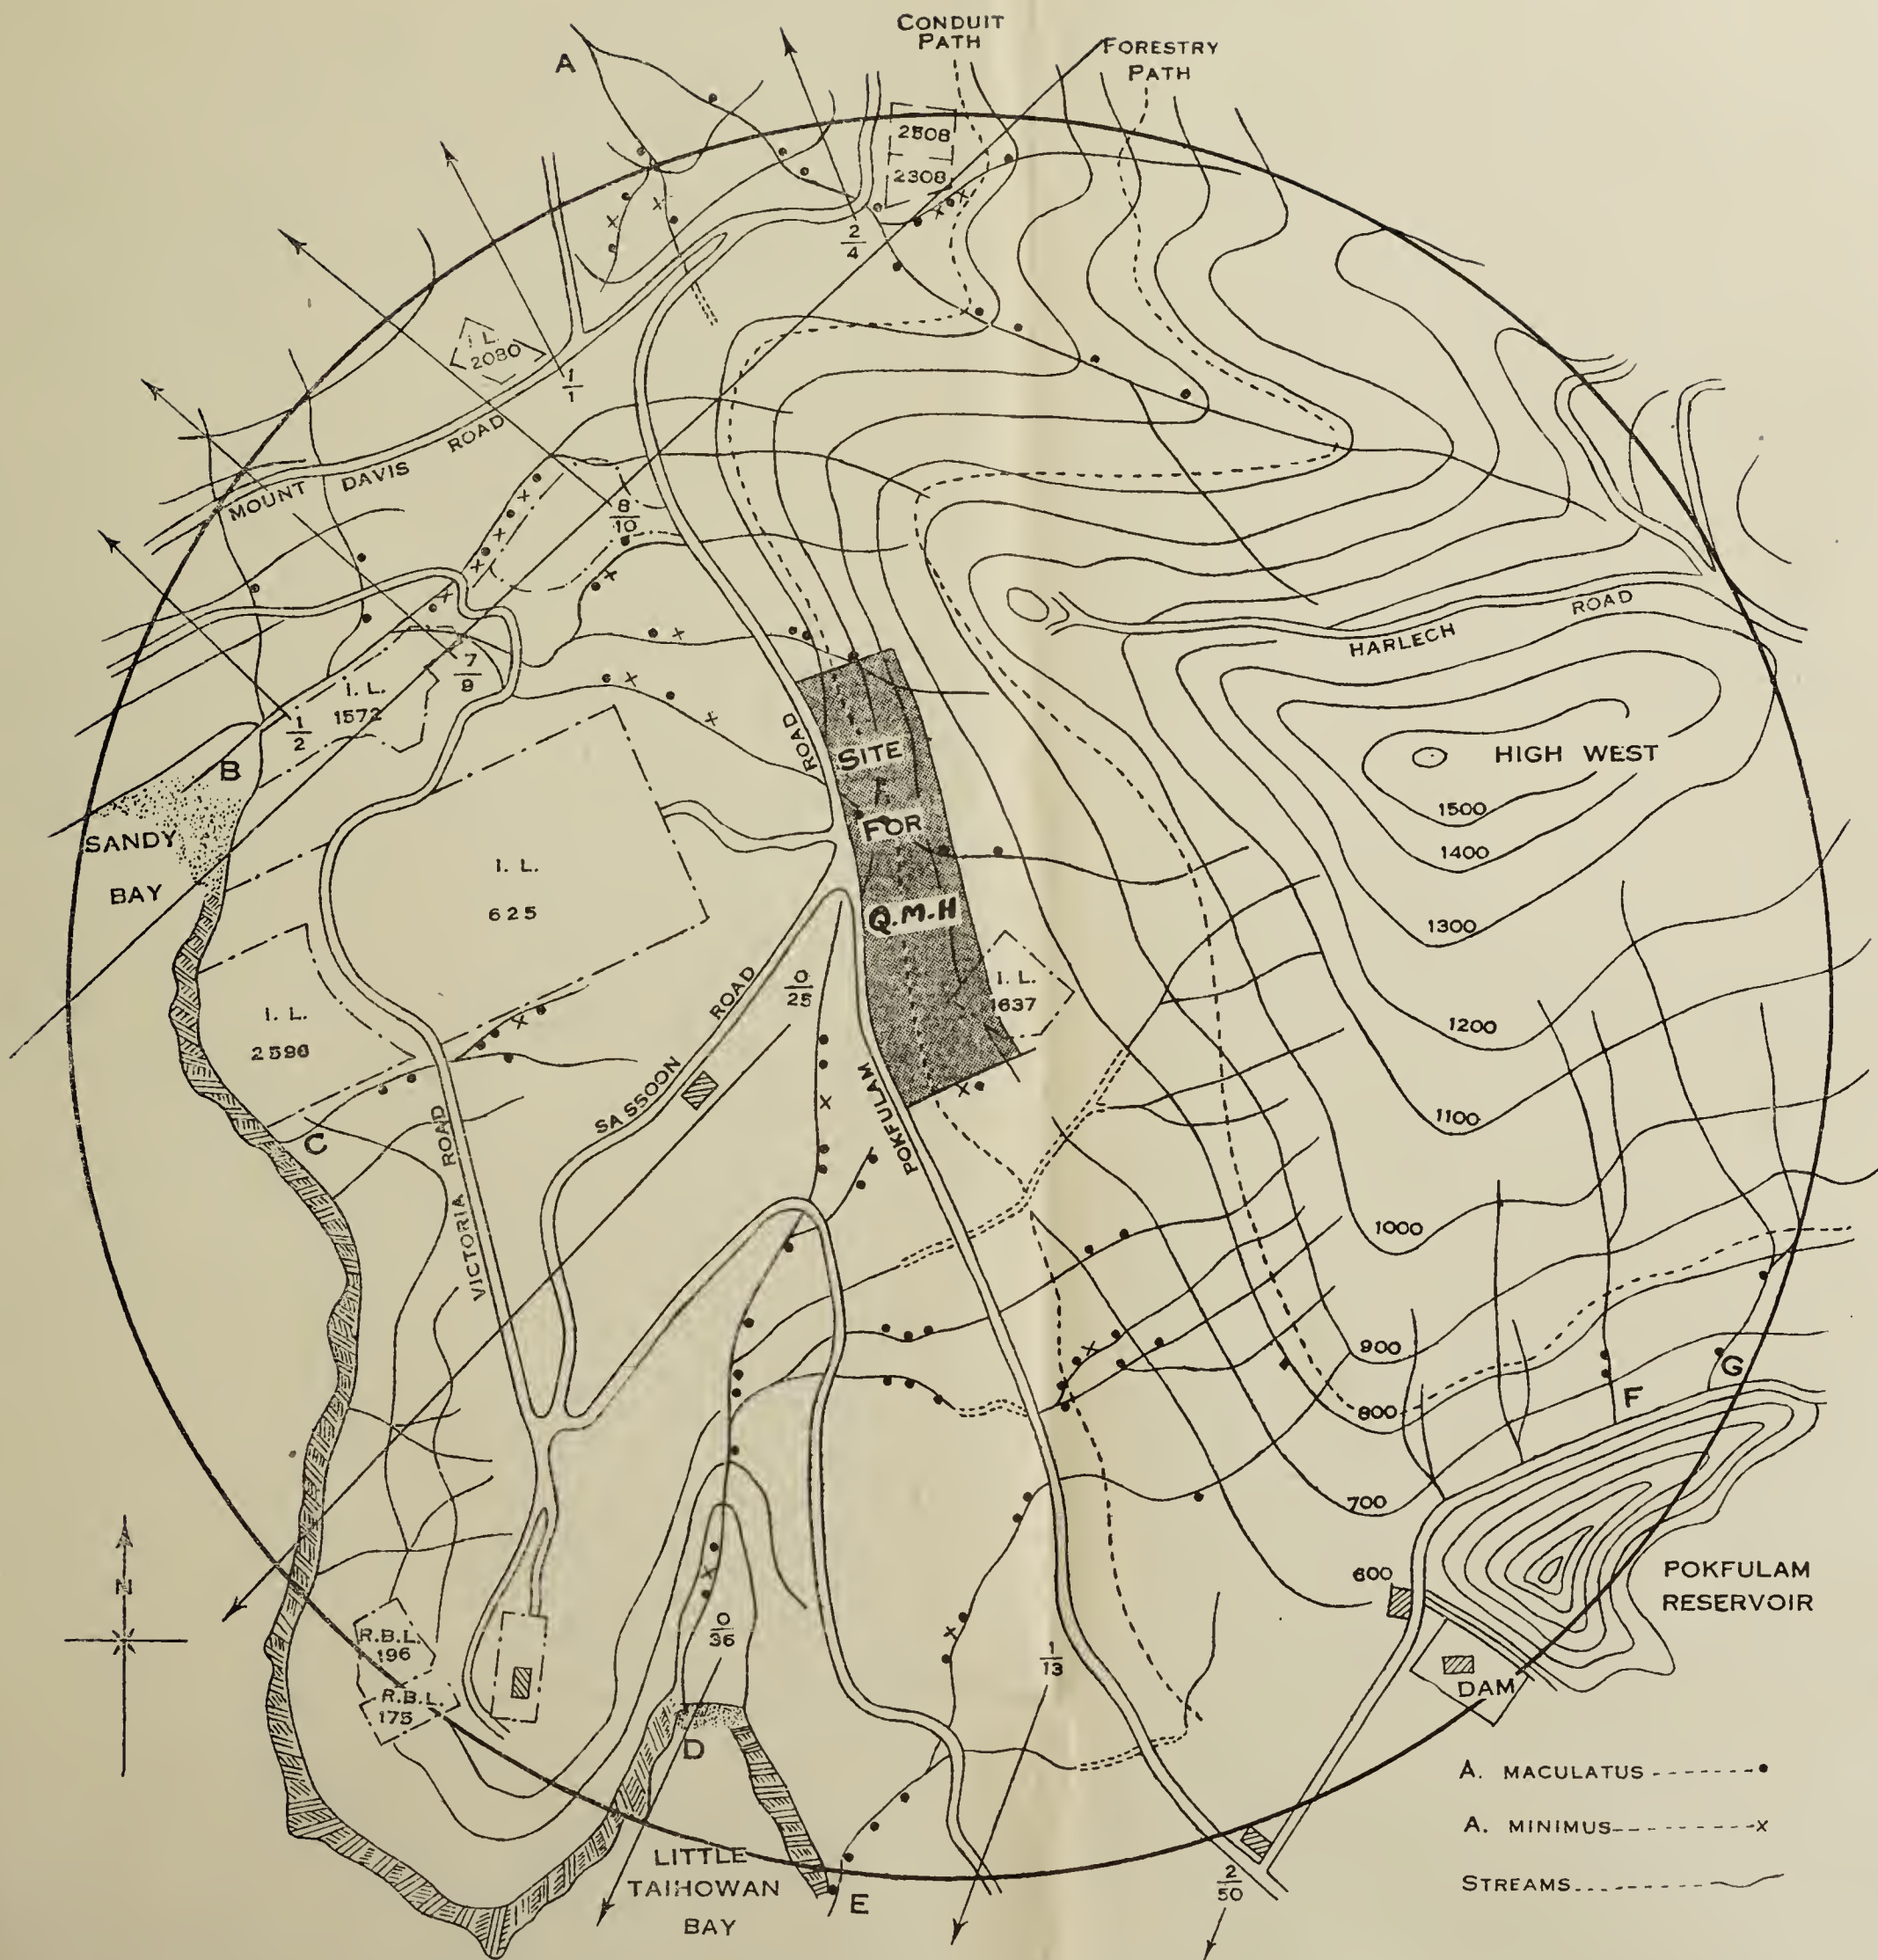 CONDUIT
PATH
FORESTRY
PATH
A
2508
2308
2
4
I. L.
2080
1
1
MOUNT DAVIS ROAD
8
10
HARLECH ROAD
7
9
I. L.
1572
1
2
B
SANDY
BAY
ROAD
SITE
FOR
Q.M.H
HIGH WEST
1500
1400
1300
1200
1100
1000
900
800
700
600
I. L.
625
I. L.
1637
0
25
I. L.
2596
SASSOON ROAD
POKFULAM
C
VICTORIA ROAD
F
G
N
POKFULAM
RESERVOIR
R.B.L.
196
R.B.L.
175
0
36
1
13
DAM
D
LITTLE
TAIHOWAN
BAY
E
2
50
A. MACULATUS
A. MINIMUS
STREAMS